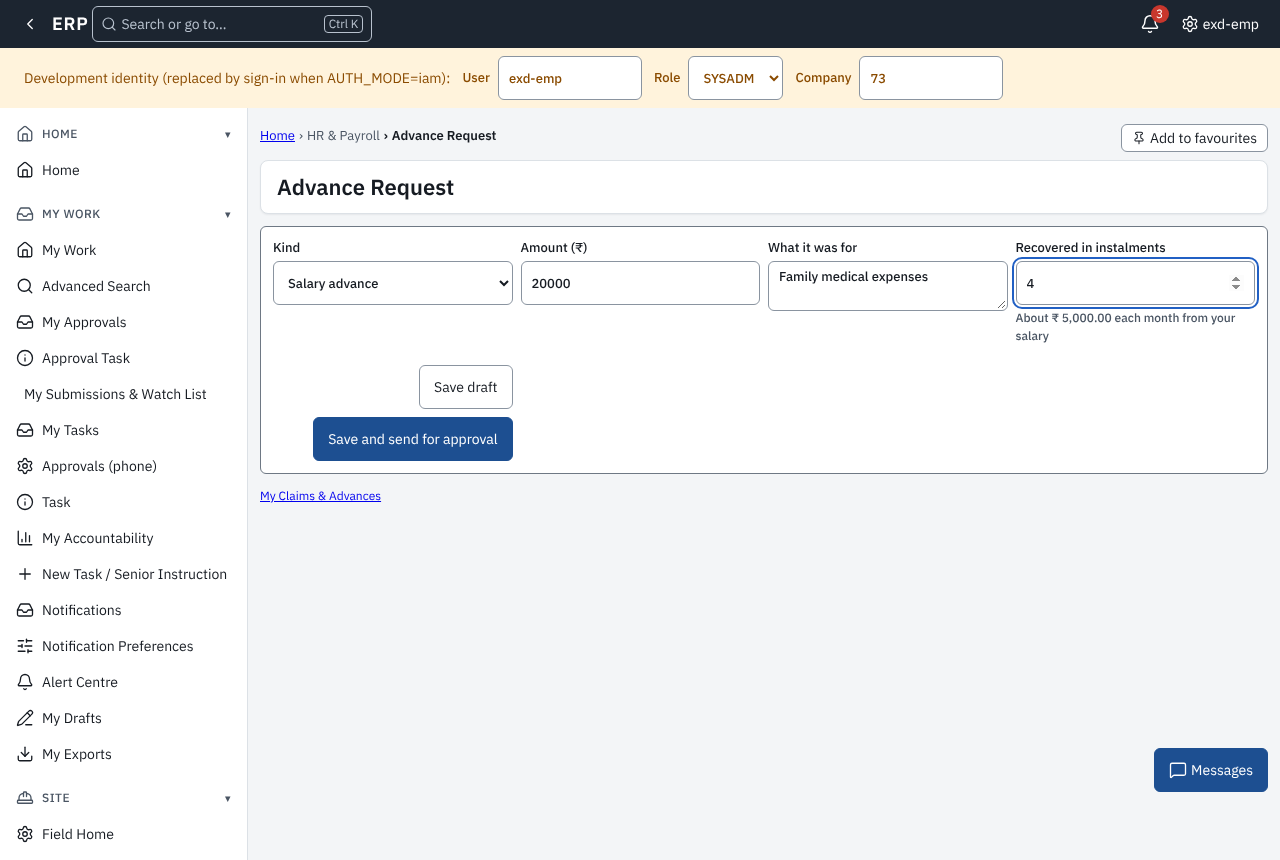 ERP
Search or go to...
Ctrl K
3
exd-emp
Development identity (replaced by sign-in when AUTH_MODE=iam):
User
exd-emp
Role
SYSADM
Company
73
HOME
Home
MY WORK
My Work
Advanced Search
My Approvals
Approval Task
My Submissions & Watch List
My Tasks
Approvals (phone)
Task
My Accountability
New Task / Senior Instruction
Notifications
Notification Preferences
Alert Centre
My Drafts
My Exports
SITE
Field Home
Home › HR & Payroll › Advance Request
Add to favourites
Advance Request
Kind
Salary advance
Amount (₹)
20000
What it was for
Family medical expenses
Recovered in instalments
4
About ₹ 5,000.00 each month from your
salary
Save draft
Save and send for approval
My Claims & Advances
Messages